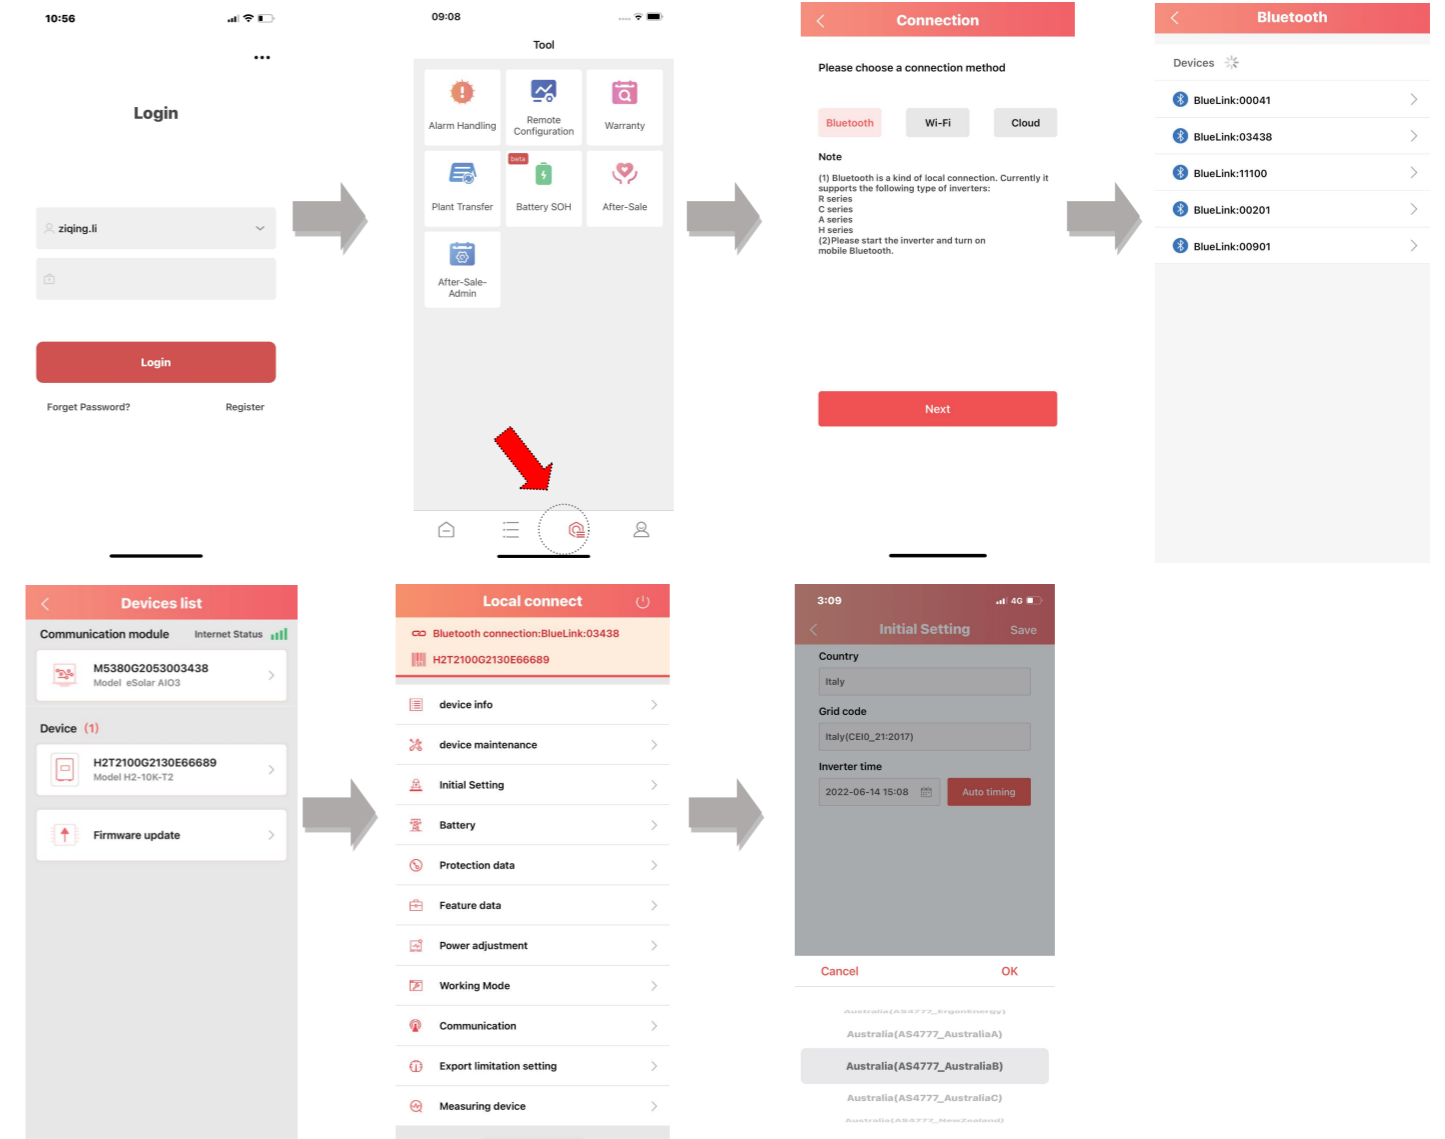 10:56
Login
ziqing.li
Login
Forget Password?
Register
09:08
Tool
Alarm Handling
Remote
Configuration
Warranty
Plant Transfer
beta
Battery SOH
After-Sale
After-Sale-
Admin
Connection
Please choose a connection method
Bluetooth
Wi-Fi
Cloud
Note
(1) Bluetooth is a kind of local connection. Currently it
supports the following type of inverters:
R series
C series
A series
H series
(2)Please start the inverter and turn on
mobile Bluetooth.
Next
Bluetooth
Devices
BlueLink:00041
BlueLink:03438
BlueLink:11100
BlueLink:00201
BlueLink:00901
Devices list
Communication module
Internet Status
M5380G2053003438
Model eSolar AIO3
Device (1)
H2T2100G2130E66689
Model H2-10K-T2
Firmware update
Local connect
Bluetooth connection:BlueLink:03438
H2T2100G2130E66689
device info
device maintenance
Initial Setting
Battery
Protection data
Feature data
Power adjustment
Working Mode
Communication
Export limitation setting
Measuring device
3:09
4G
Initial Setting
Save
Country
Italy
Grid code
Italy(CEI0_21:2017)
Inverter time
2022-06-14 15:08
Auto timing
Cancel
OK
Australia(AS4777_ErgonEnergy)
Australia(AS4777_AustraliaA)
Australia(AS4777_AustraliaB)
Australia(AS4777_AustraliaC)
Australia(AS4777_NewZealand)